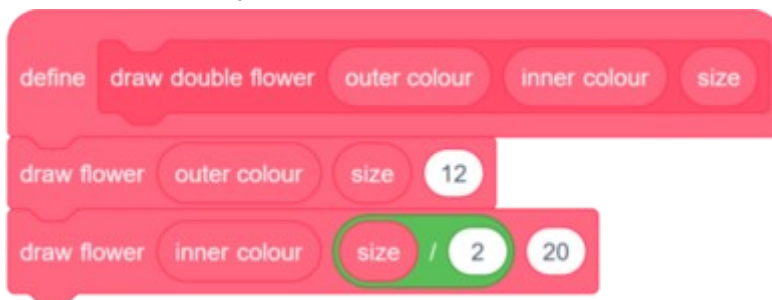 define draw double flower outer colour inner colour size
draw flower outer colour size 12
draw flower inner colour size / 2 20